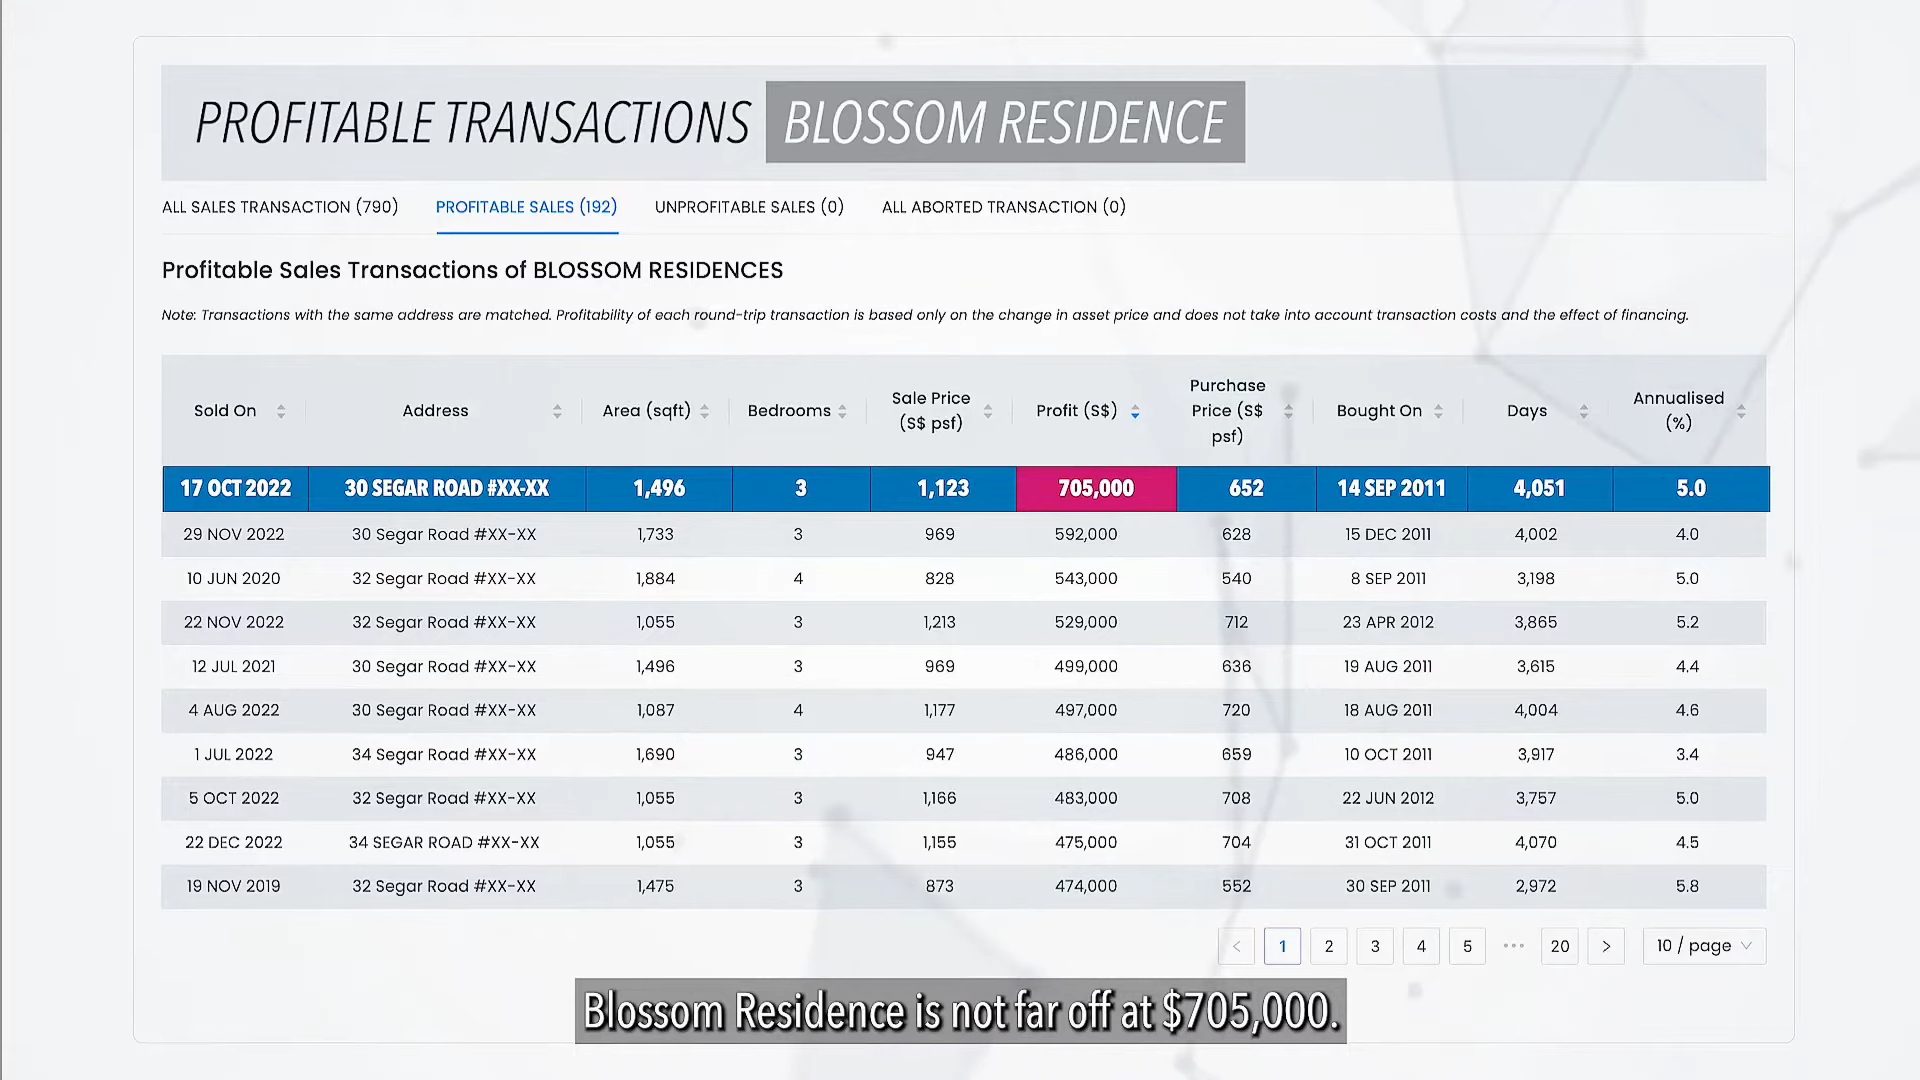 PROFITABLE TRANSACTIONS BLOSSOM RESIDENCE
ALL SALES TRANSACTION (790) PROFITABLE SALES (192) UNPROFITABLE SALES (0) ALL ABORTED TRANSACTION (0)
Profitable Sales Transactions of BLOSSOM RESIDENCES
Note: Transactions with the same address are matched. Profitability of each round-trip transaction is based only on the change in asset price and does not take into account transaction costs and the effect of financing.
Sold On Address Area (sqft) Bedrooms Sale Price (S$ psf) Profit (S$) Purchase Price (S$ psf) Bought On Days Annualised (%)
17 OCT 2022 30 SEGAR ROAD #XX-XX 1,496 3 1,123 705,000 652 14 SEP 2011 4,051 5.0
29 NOV 2022 30 Segar Road #XX-XX 1,733 3 969 592,000 628 15 DEC 2011 4,002 4.0
10 JUN 2020 32 Segar Road #XX-XX 1,884 4 828 543,000 540 8 SEP 2011 3,198 5.0
22 NOV 2022 32 Segar Road #XX-XX 1,055 3 1,213 529,000 712 23 APR 2012 3,865 5.2
12 JUL 2021 30 Segar Road #XX-XX 1,496 3 969 499,000 636 19 AUG 2011 3,615 4.4
4 AUG 2022 30 Segar Road #XX-XX 1,087 4 1,177 497,000 720 18 AUG 2011 4,004 4.6
1 JUL 2022 34 Segar Road #XX-XX 1,690 3 947 486,000 659 10 OCT 2011 3,917 3.4
5 OCT 2022 32 Segar Road #XX-XX 1,055 3 1,166 483,000 708 22 JUN 2012 3,757 5.0
22 DEC 2022 34 SEGAR ROAD #XX-XX 1,055 3 1,155 475,000 704 31 OCT 2011 4,070 4.5
19 NOV 2019 32 Segar Road #XX-XX 1,475 3 873 474,000 552 30 SEP 2011 2,972 5.8
< 1 2 3 4 5 ••• 20 > 10 / page
Blossom Residence is not far off at $705,000.